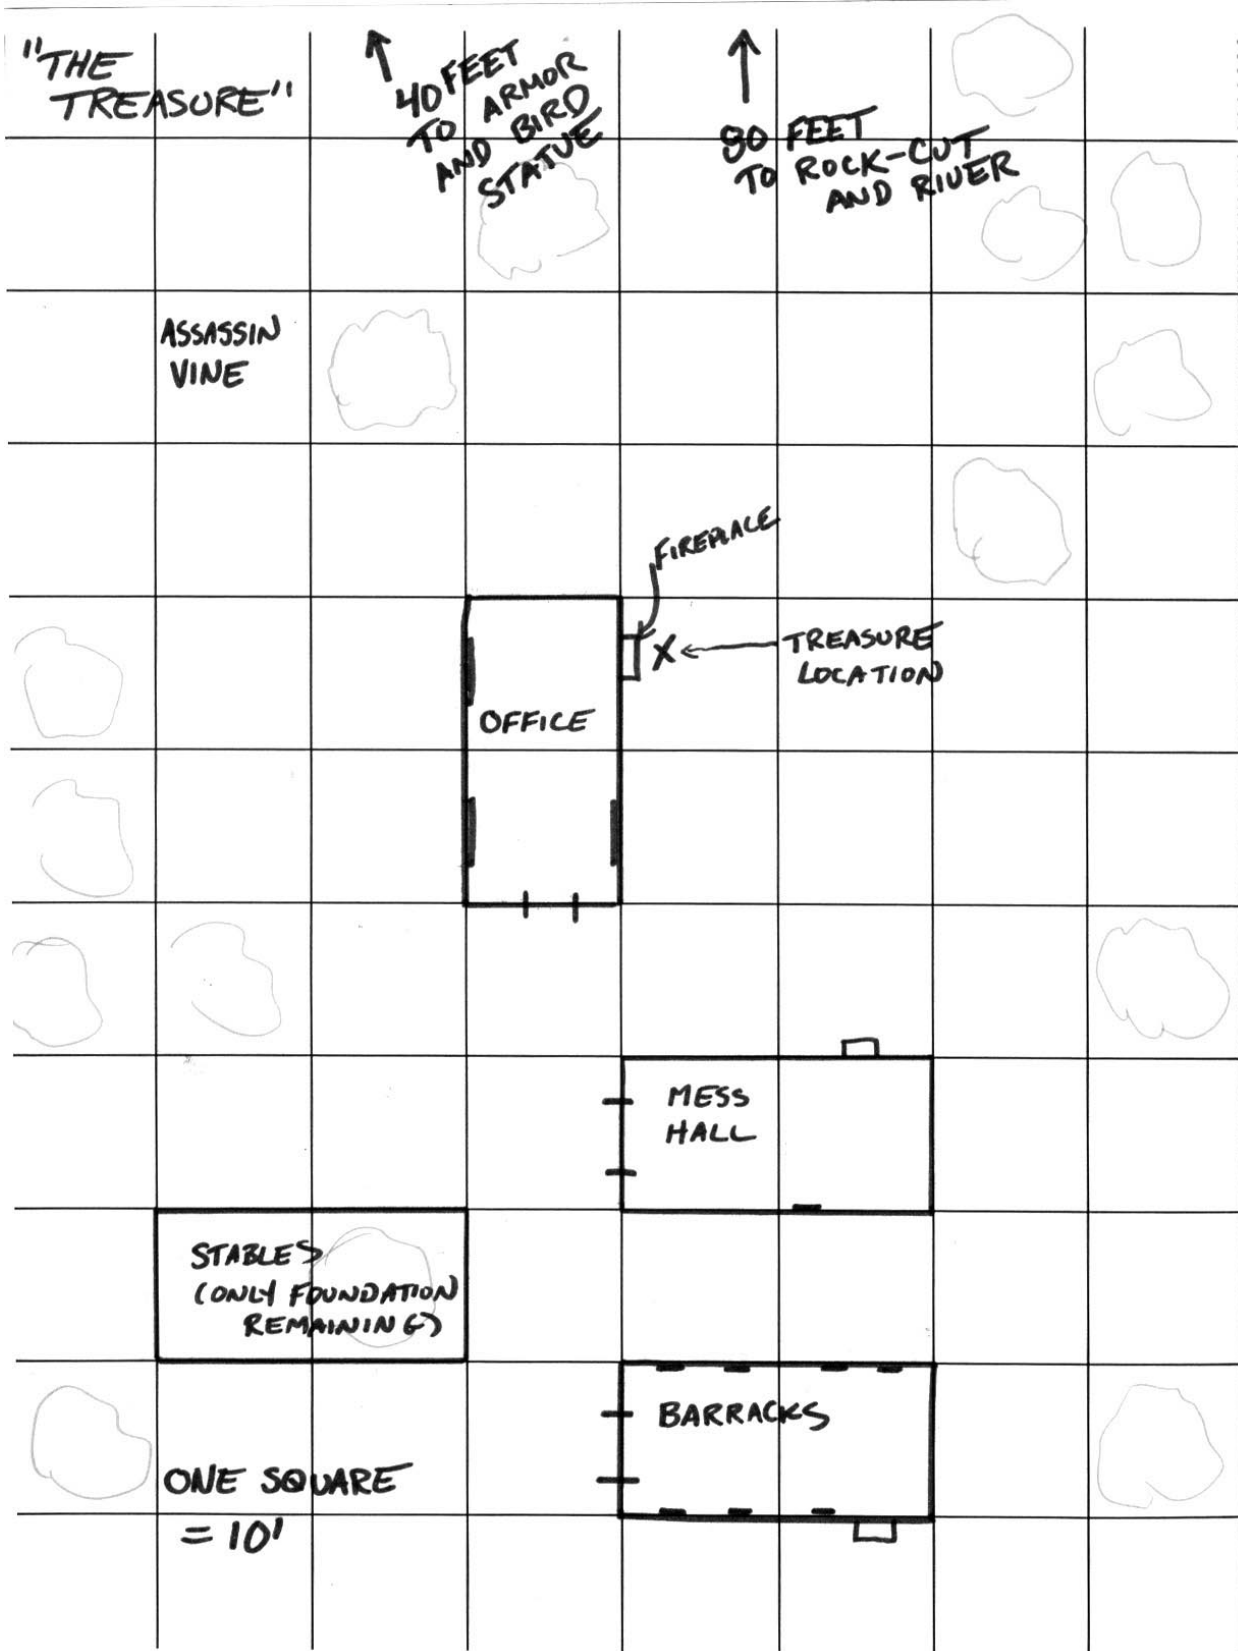 "THE
TREASURE"
40 FEET
TO ARMOR
AND BIRD
STATUE
80 FEET
TO ROCK-CUT
AND RIVER
ASSASSIN
VINE
FIREPLACE
X
TREASURE
LOCATION
OFFICE
MESS
HALL
STABLES
(ONLY FOUNDATION
REMAINING)
BARRACKS
ONE SQUARE
= 10'